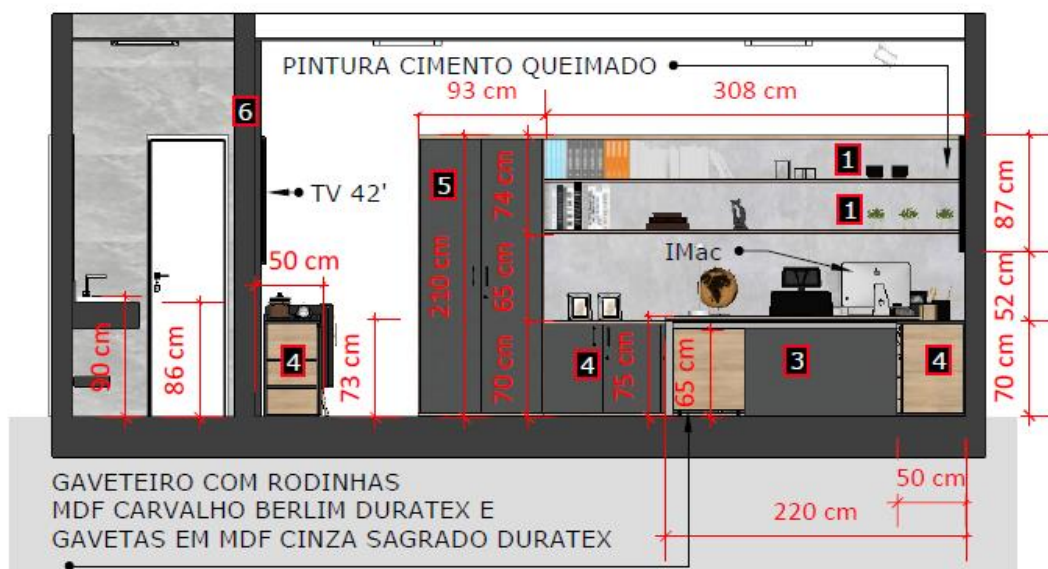 PINTURA CIMENTO QUEIMADO
93 cm
308 cm
6
5
1
TV 42'
74 cm
1
87 cm
50 cm
210 cm
65 cm
IMac
52 cm
90 cm
86 cm
4
73 cm
70 cm
4
75 cm
65 cm
3
4
70 cm
GAVETEIRO COM RODINHAS
MDF CARVALHO BERLIM DURATEX E
GAVETAS EM MDF CINZA SAGRADO DURATEX
50 cm
220 cm